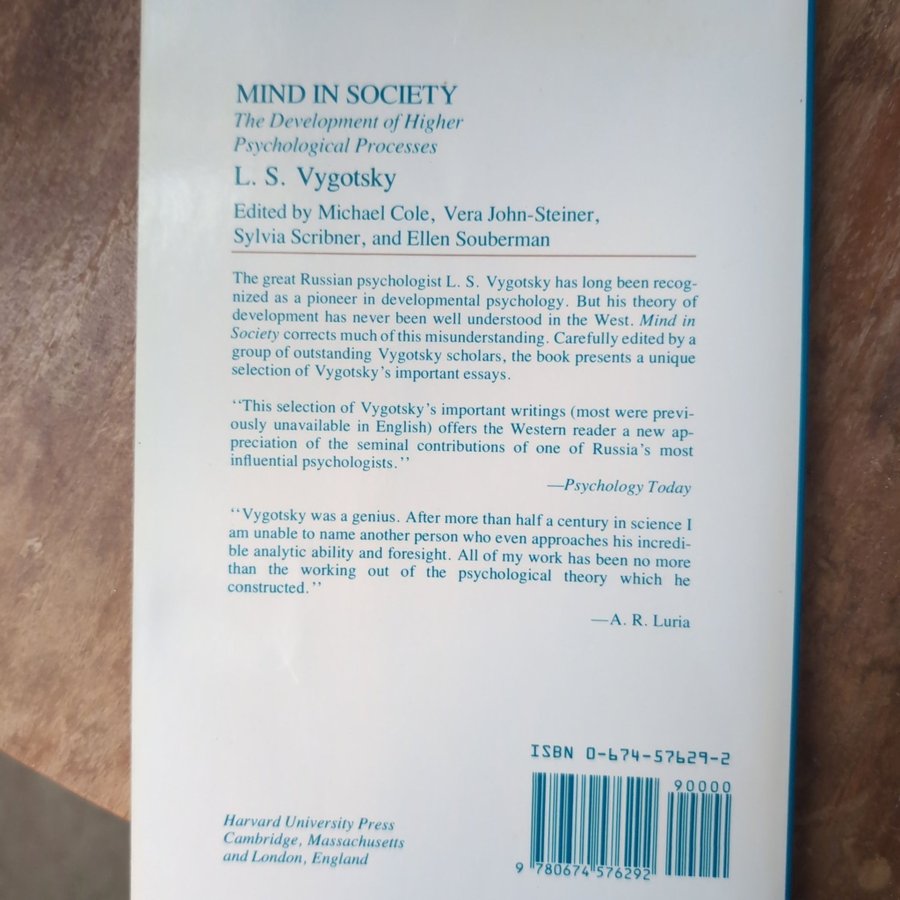 MIND IN SOCIETY
The Development of Higher
Psychological Processes
L. S. Vygotsky
Edited by Michael Cole, Vera John-Steiner,
Sylvia Scribner, and Ellen Souberman
The great Russian psychologist L. S. Vygotsky has long been recog-
nized as a pioneer in developmental psychology. But his theory of
development has never been well understood in the West. Mind in
Society corrects much of this misunderstanding. Carefully edited by a
group of outstanding Vygotsky scholars, the book presents a unique
selection of Vygotsky's important essays.
‘‘This selection of Vygotsky's important writings (most were previ-
ously unavailable in English) offers the Western reader a new ap-
preciation of the seminal contributions of one of Russia's most
influential psychologists.’’
—Psychology Today
‘‘Vygotsky was a genius. After more than half a century in science I
am unable to name another person who even approaches his incredi-
ble analytic ability and foresight. All of my work has been no more
than the working out of the psychological theory which he
constructed.’’
—A. R. Luria
ISBN 0-674-57629-2
90000
9 780674 576292
Harvard University Press
Cambridge, Massachusetts
and London, England